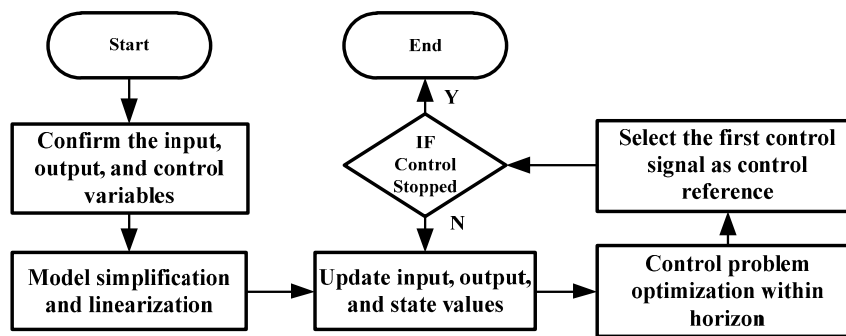 Start
Confirm the input,
output, and control
variables
Model simplification
and linearization
Update input, output,
and state values
Control problem
optimization within
horizon
Select the first control
signal as control
reference
IF
Control
Stopped
Y
N
End